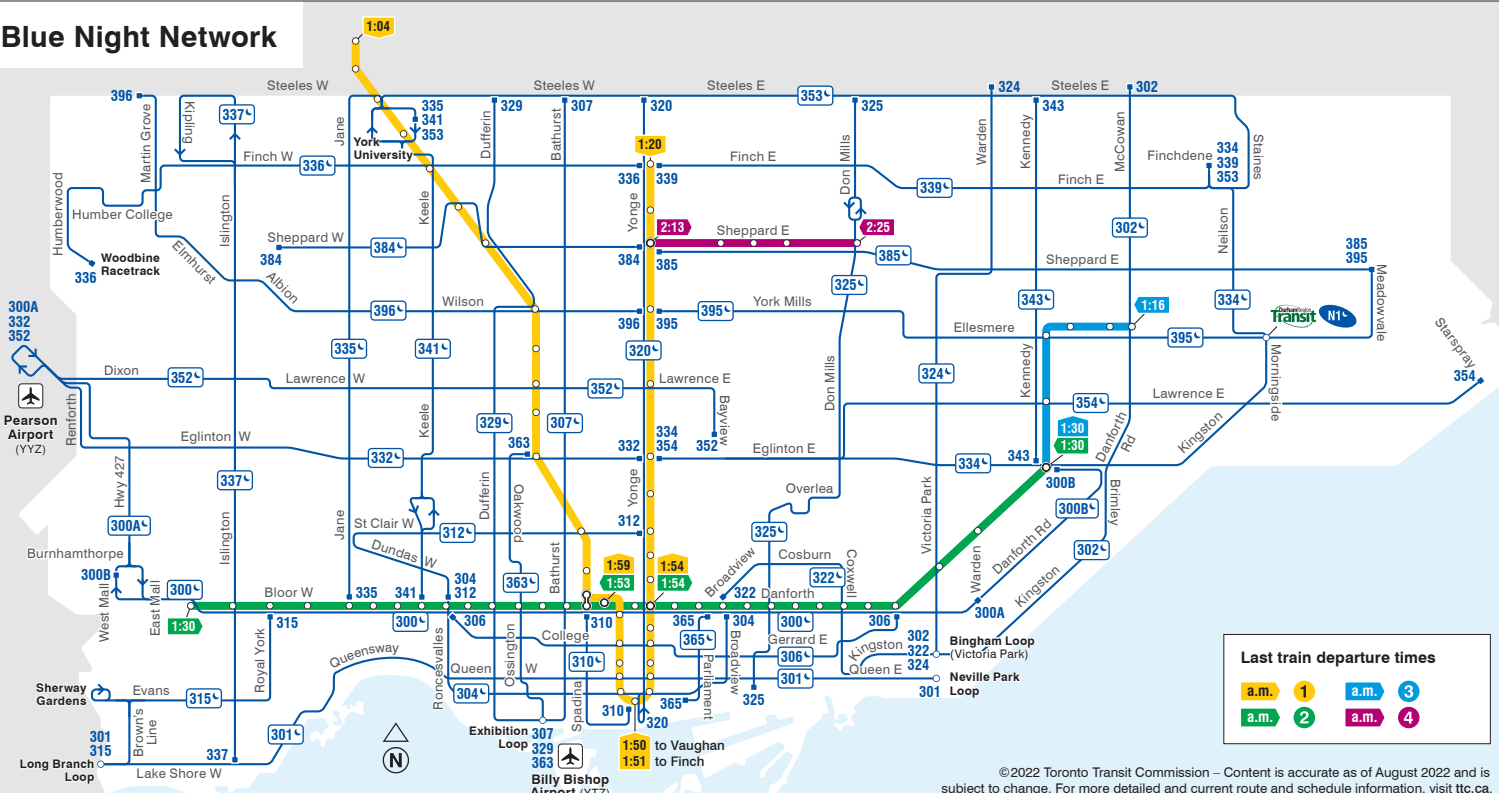 Blue Night Network
1:04
Steeles W
Steeles W
Steeles E
353
Steeles E
396
337
335
341
353
329
307
320
325
324
343
302
Kipling
Martin Grove
Jane
York
University
Dufferin
Bathurst
1:20
Don Mills
Warden
Kennedy
McCowan
Finchdene
334
339
353
Staines
Finch W
336
336
339
Finch E
339
Finch E
Humberwood
Humber College
Islington
Keele
Yonge
2:13
Sheppard E
2:25
302
Neilson
Sheppard W
384
384
384
385
385
Sheppard E
385
395
Woodbine
Racetrack
336
Elmhurst
Albion
325
Meadowvale
300A
332
352
396
Wilson
396
395
395
York Mills
343
1:16
334
Durham Region
Transit
N1
Ellesmere
395
Starspray
354
335
341
320
Dixon
352
Lawrence W
352
Lawrence E
324
Kennedy
Morningside
Pearson
Airport
(YYZ)
Renforth
Don Mills
354
Lawrence E
Keele
329
307
Bayview
352
1:30
1:30
Danforth
Rd
Kingston
Eglinton W
332
363
332
334
354
Eglinton E
334
343
300B
Hwy 427
337
Dufferin
Oakwood
Yonge
Overlea
Victoria Park
Brimley
300B
300A
Islington
Jane
St Clair W
312
312
325
Danforth Rd
302
Burnhamthorpe
Dundas W
Bathurst
1:59
1:53
1:54
1:54
Broadview
Cosburn
Coxwell
Warden
Kingston
300B
300
304
312
363
322
West Mall
East Mall
1:30
Bloor W
335
341
322
Danforth
300A
315
300
306
310
365
304
300
306
Royal York
Roncesvalles
Ossington
College
365
Gerrard E
306
Kingston
302
322
324
Bingham Loop
(Victoria Park)
Queensway
Queen
W
310
Parliament
Broadview
301
Queen E
Sherway
Gardens
Evans
315
304
Spadina
365
325
301
Neville Park
Loop
Brown's
Line
310
320
301
315
Long Branch
Loop
337
301
Lake Shore W
N
Exhibition
Loop
307
329
363
Billy Bishop
Airport (YTZ)
1:50
to Vaughan
1:51
to Finch
Last train departure times
a.m.
1
a.m.
3
a.m.
2
a.m.
4
©2022 Toronto Transit Commission – Content is accurate as of August 2022 and is
subject to change. For more detailed and current route and schedule information, visit ttc.ca.